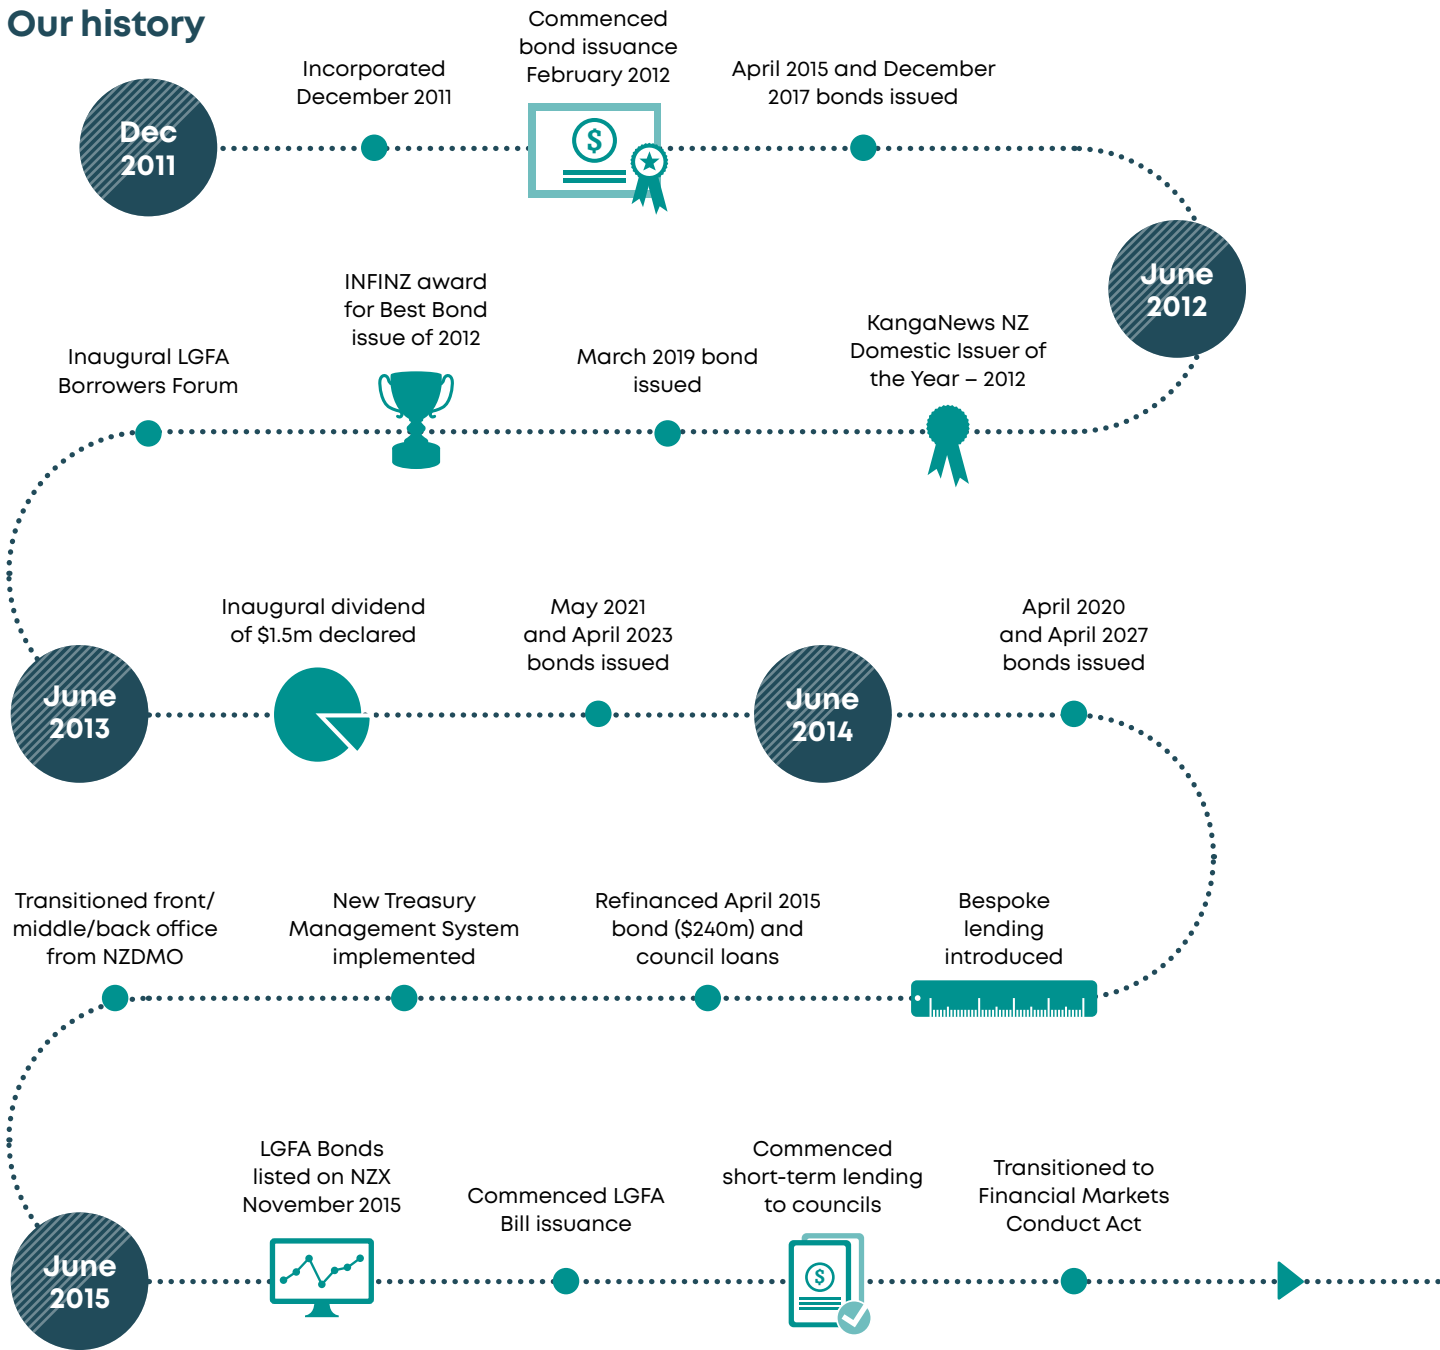 Our history
Dec
2011
Incorporated
December 2011
Commenced
bond issuance
February 2012
$
April 2015 and December
2017 bonds issued
June
2012
KangaNews NZ
Domestic Issuer of
the Year – 2012
March 2019 bond
issued
INFINZ award
for Best Bond
issue of 2012
Inaugural LGFA
Borrowers Forum
June
2013
Inaugural dividend
of $1.5m declared
May 2021
and April 2023
bonds issued
June
2014
April 2020
and April 2027
bonds issued
Bespoke
lending
introduced
Refinanced April 2015
bond ($240m) and
council loans
New Treasury
Management System
implemented
Transitioned front/
middle/back office
from NZDMO
June
2015
LGFA Bonds
listed on NZX
November 2015
Commenced LGFA
Bill issuance
Commenced
short-term lending
to councils
$
Transitioned to
Financial Markets
Conduct Act